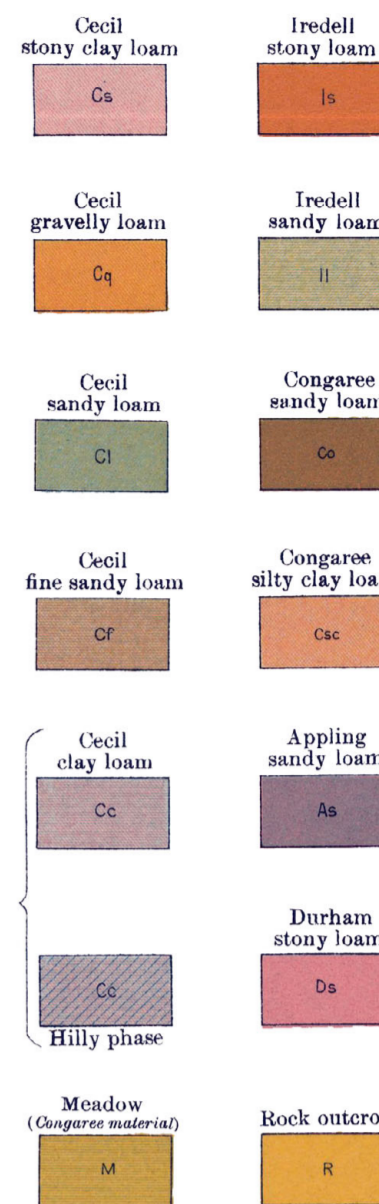 Cecil
stony clay loam
Cs
Iredell
stony loam
Is
Cecil
gravelly loam
Cg
Iredell
sandy loam
Il
Cecil
sandy loam
Cl
Congaree
sandy loam
Co
Cecil
fine sandy loam
Cf
Congaree
silty clay loa
Csc
Cecil
clay loam
Cc
Appling
sandy loam
As
Cc
Hilly phase
Durham
stony loam
Ds
Meadow
(Congaree material)
M
Rock outcro
R